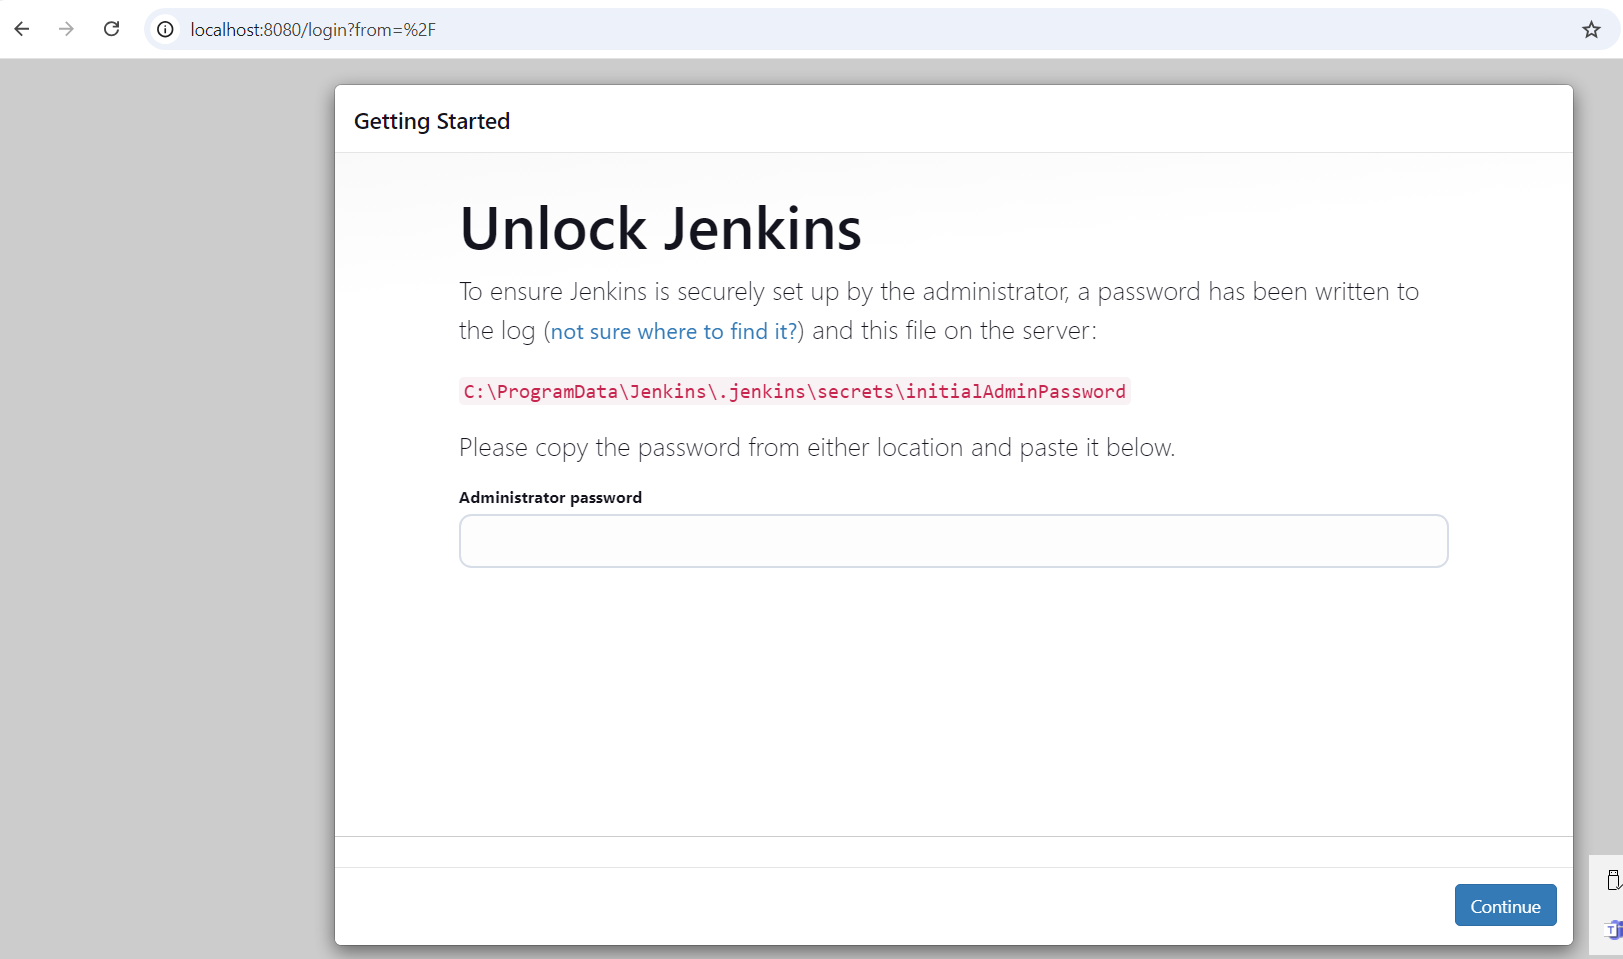 localhost:8080/login?from=%2F
Getting Started
Unlock Jenkins
To ensure Jenkins is securely set up by the administrator, a password has been written to
the log (not sure where to find it?) and this file on the server:
C:\ProgramData\Jenkins\.jenkins\secrets\initialAdminPassword
Please copy the password from either location and paste it below.
Administrator password
Continue